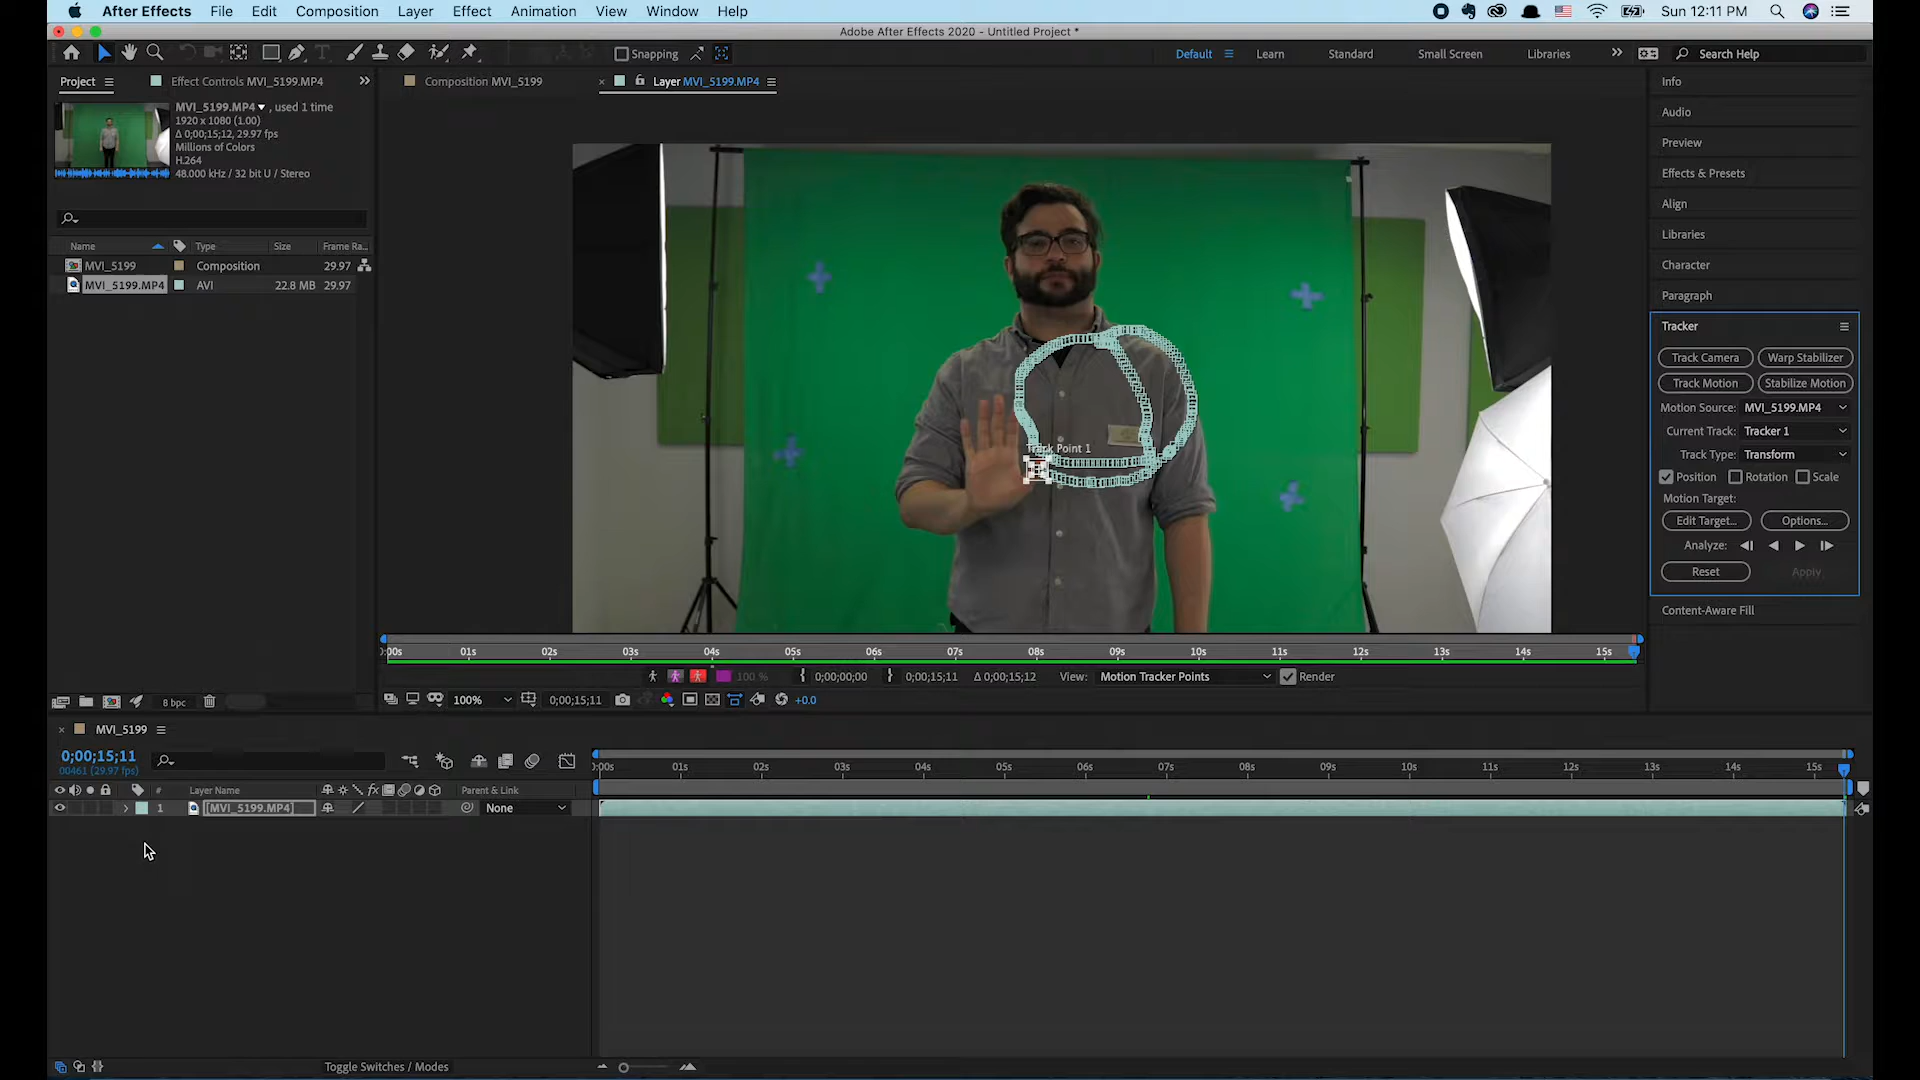 After Effects File Edit Composition Layer Effect Animation View Window Help Sun 12:11 PM
Adobe After Effects 2020 - Untitled Project *
Snapping Default Learn Standard Small Screen Libraries Search Help
Project Effect Controls MVI_5199.MP4 Composition MVI_5199 Layer MVI_5199.MP4
MVI_5199.MP4 , used 1 time
1920 x 1080 (1.00)
Δ 0;00;15;12, 29.97 fps
Millions of Colors
H.264
48.000 kHz / 32 bit U / Stereo
Name Type Size Frame Ra...
MVI_5199 Composition 29.97
MVI_5199.MP4 AVI 22.8 MB 29.97
8 bpc
Track Point 1
:00s 01s 02s 03s 04s 05s 06s 07s 08s 09s 10s 11s 12s 13s 14s 15s
100 % 0;00;00;00 0;00;15;11 Δ 0;00;15;12 View: Motion Tracker Points Render
100% 0;00;15;11 +0.0
Info
Audio
Preview
Effects & Presets
Align
Libraries
Character
Paragraph
Tracker
Track Camera Warp Stabilizer
Track Motion Stabilize Motion
Motion Source: MVI_5199.MP4
Current Track: Tracker 1
Track Type: Transform
Position Rotation Scale
Motion Target:
Edit Target... Options...
Analyze:
Reset Apply
Content-Aware Fill
MVI_5199
0;00;15;11
00461 (29.97 fps)
# Layer Name fx Parent & Link
1 [MVI_5199.MP4] None
:00s 01s 02s 03s 04s 05s 06s 07s 08s 09s 10s 11s 12s 13s 14s 15s
Toggle Switches / Modes